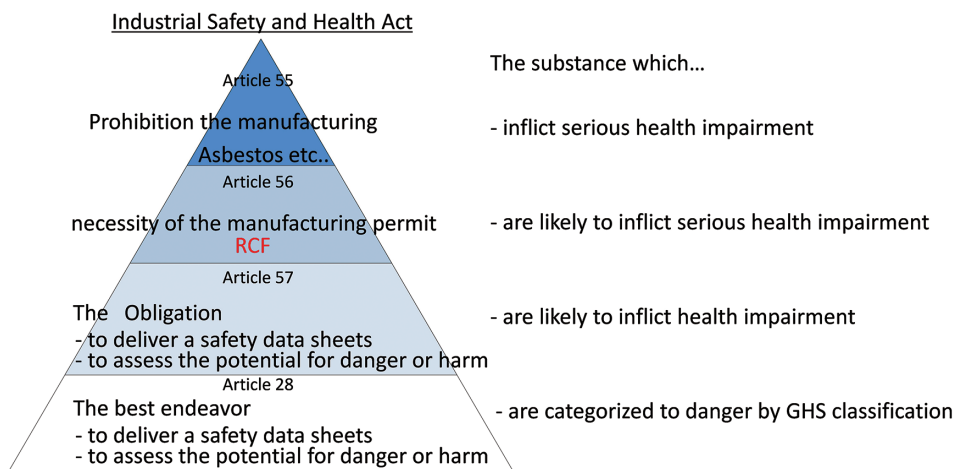 Industrial Safety and Health Act
The substance which...
Article 55
Prohibition the manufacturing
- inflict serious health impairment
Asbestos etc..
Article 56
necessity of the manufacturing permit
- are likely to inflict serious health impairment
RCF
Article 57
The Obligation
- are likely to inflict health impairment
- to deliver a safety data sheets
- to assess the potential for danger or harm
Article 28
The best endeavor
- are categorized to danger by GHS classification
- to deliver a safety data sheets
- to assess the potential for danger or harm